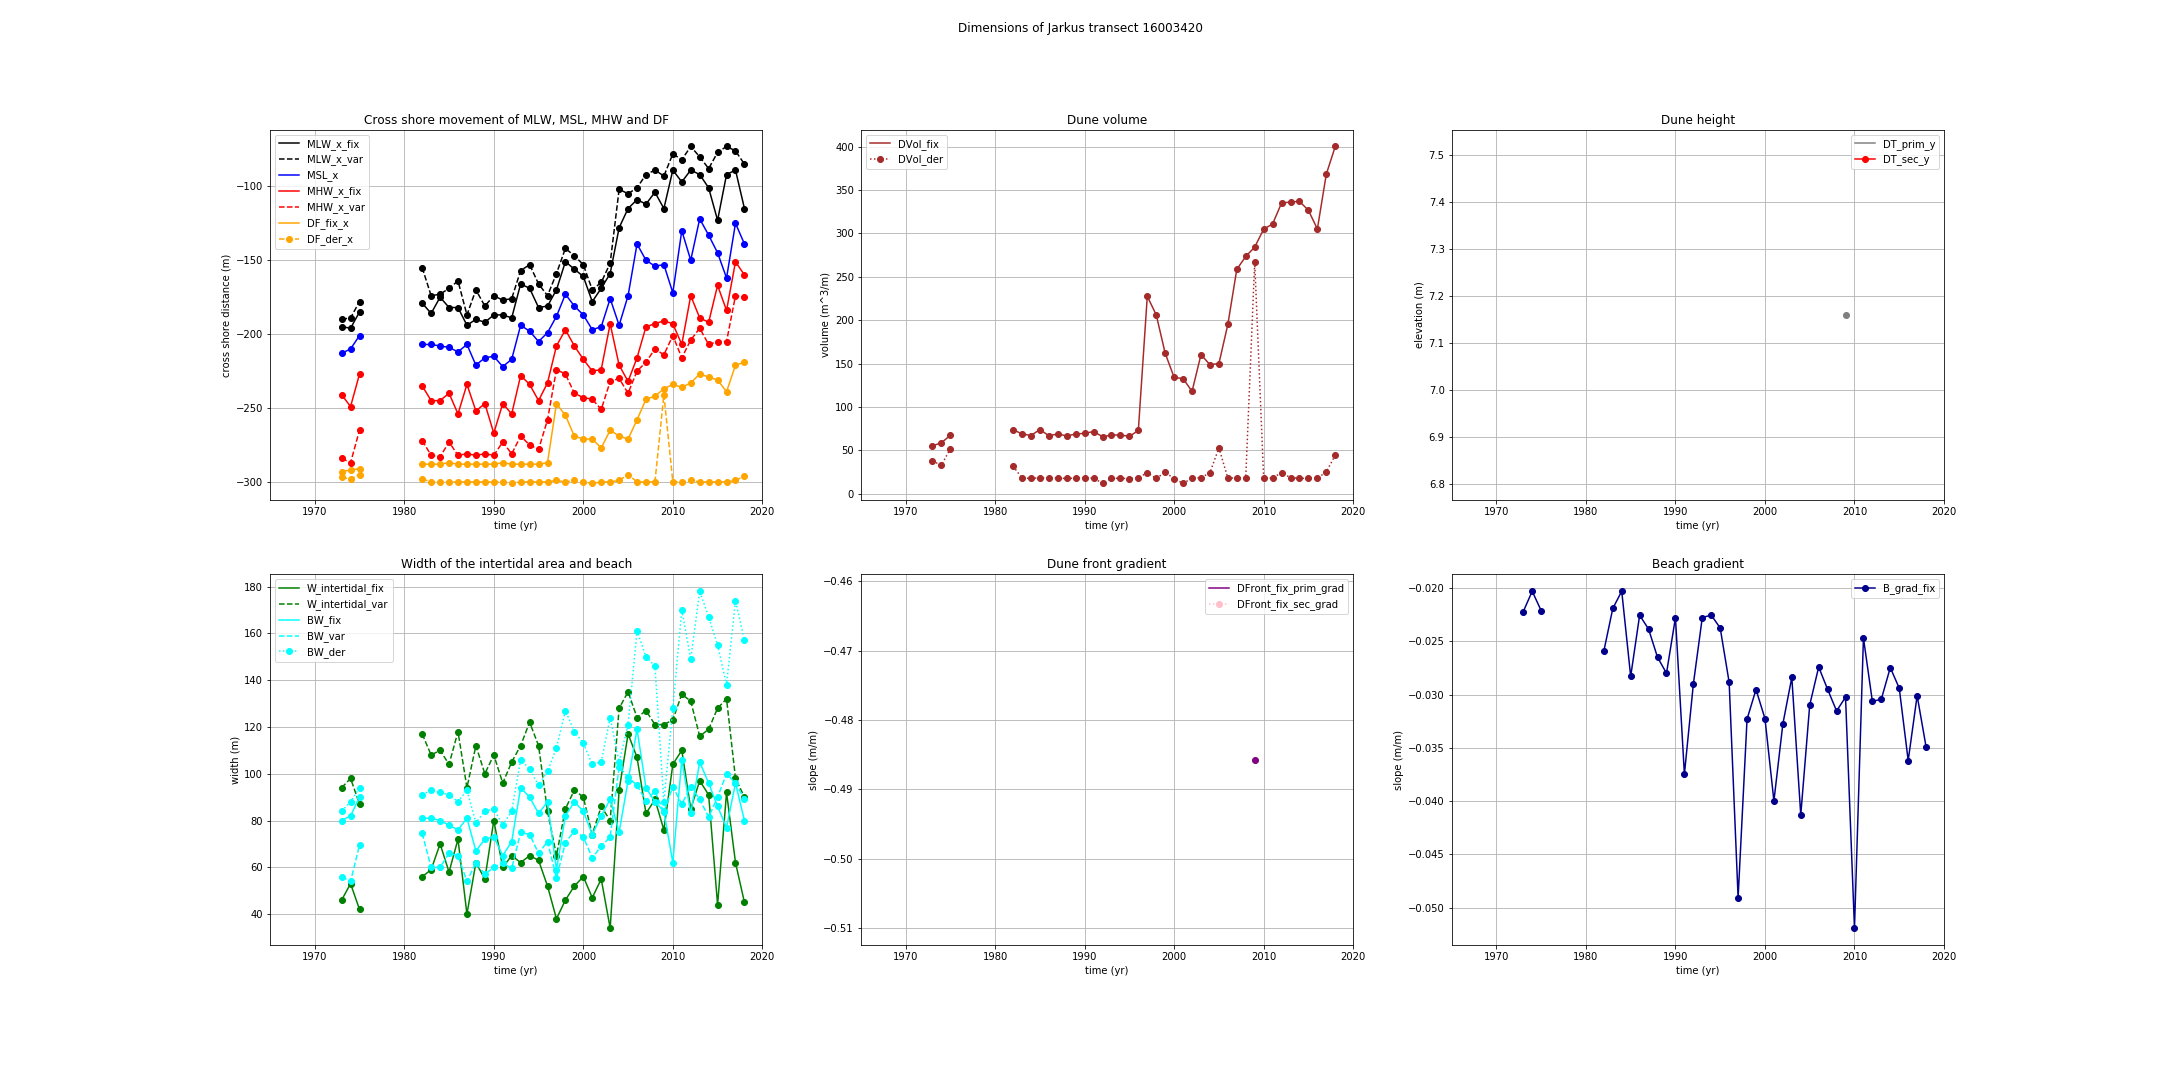 Dimensions of Jarkus transect 16003420
Cross shore movement of MLW, MSL, MHW and DF
MLW_x_fix
MLW_x_var
MSL_x
MHW_x_fix
MHW_x_var
DF_fix_x
DF_der_x
−100
−150
−200
−250
−300
cross shore distance (m)
1970 1980 1990 2000 2010 2020
time (yr)
Dune volume
DVol_fix
DVol_der
400
350
300
250
200
150
100
50
0
volume (m^3/m)
1970 1980 1990 2000 2010 2020
time (yr)
Dune height
DT_prim_y
DT_sec_y
7.5
7.4
7.3
7.2
7.1
7.0
6.9
6.8
elevation (m)
1970 1980 1990 2000 2010 2020
time (yr)
Width of the intertidal area and beach
W_intertidal_fix
W_intertidal_var
BW_fix
BW_var
BW_der
180
160
140
120
100
80
60
40
width (m)
1970 1980 1990 2000 2010 2020
time (yr)
Dune front gradient
DFront_fix_prim_grad
DFront_fix_sec_grad
−0.46
−0.47
−0.48
−0.49
−0.50
−0.51
slope (m/m)
1970 1980 1990 2000 2010 2020
time (yr)
Beach gradient
B_grad_fix
−0.020
−0.025
−0.030
−0.035
−0.040
−0.045
−0.050
slope (m/m)
1970 1980 1990 2000 2010 2020
time (yr)